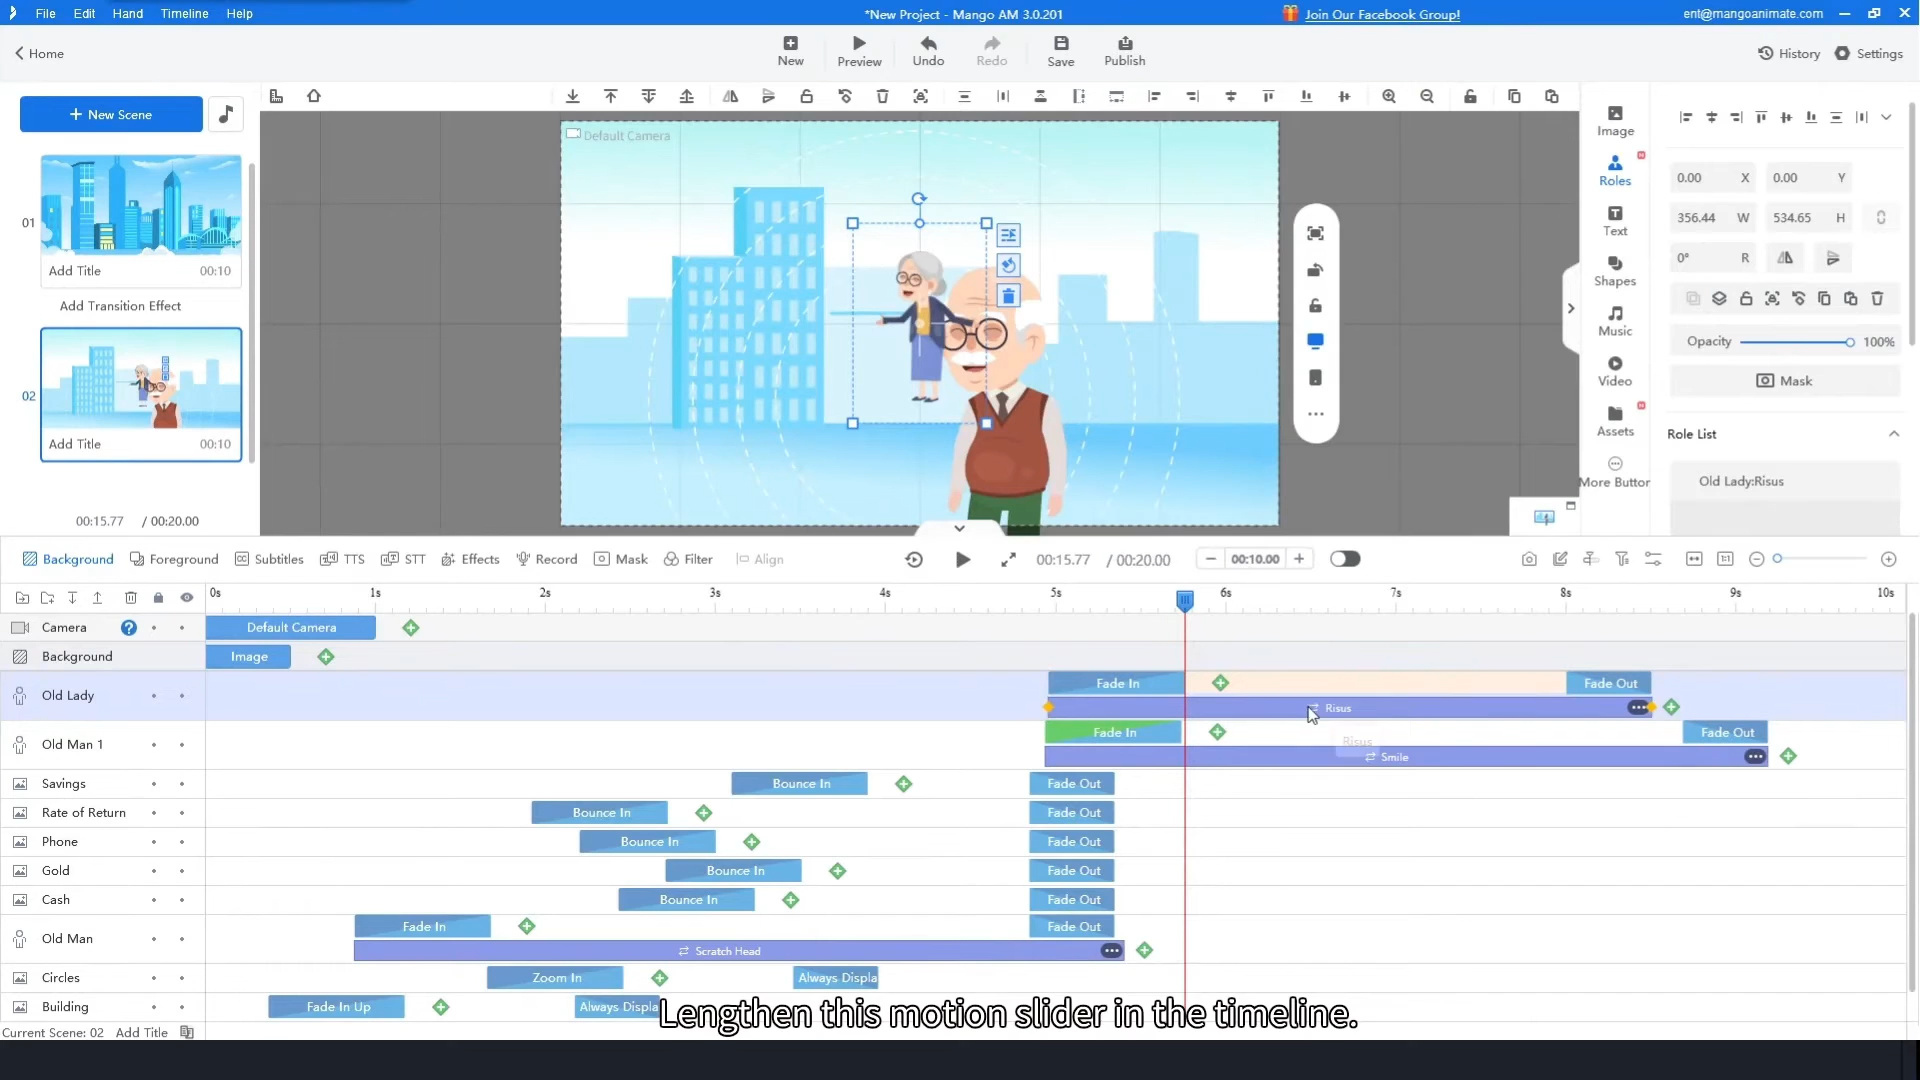 File Edit Hand Timeline Help
*New Project - Mango AM 3.0.201
Join Our Facebook Group!
ent@mangoanimate.com
Home
New
Preview
Undo
Redo
Save
Publish
History
Settings
+ New Scene
01
Add Title 00:10
Add Transition Effect
02
Add Title 00:10
00:15.77 / 00:20.00
Default Camera
Image
Roles
Text
Shapes
Music
Video
Assets
More Button
0.00 X 0.00 Y
356.44 W 534.65 H
0° R
Opacity 100%
Mask
Role List
Old Lady:Risus
Background Foreground Subtitles TTS STT Effects Record Mask Filter Align
00:15.77 / 00:20.00
00:10.00
0s 1s 2s 3s 4s 5s 6s 7s 8s 9s 10s
Camera ? Default Camera
Background Image
Old Lady Fade In Fade Out
Risus
Old Man 1 Fade In Fade Out
Risus
Smile
Savings Bounce In Fade Out
Rate of Return Bounce In Fade Out
Phone Bounce In Fade Out
Gold Bounce In Fade Out
Cash Bounce In Fade Out
Old Man Fade In Fade Out
Scratch Head
Circles Zoom In Always Displa
Building Fade In Up Always Displa
Lengthen this motion slider in the timeline.
Current Scene: 02 Add Title